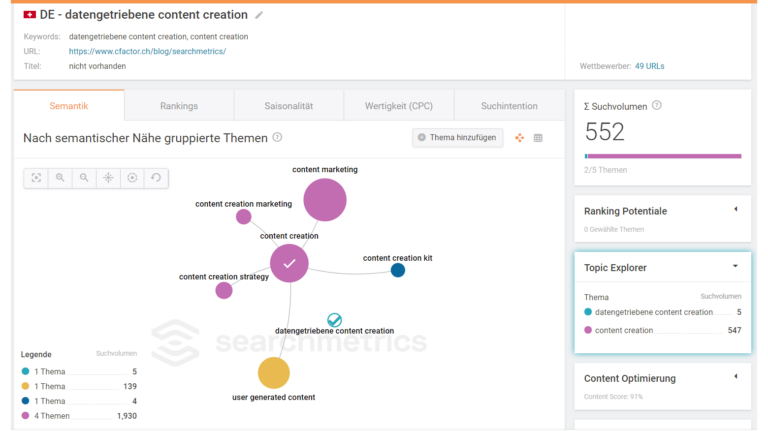 DE - datengetriebene content creation
Keywords: datengetriebene content creation, content creation
URL: https://www.cfactor.ch/blog/searchmetrics/
Titel: nicht vorhanden
Wettbewerber: 49 URLs
Semantik
Rankings
Saisonalität
Wertigkeit (CPC)
Suchintention
Nach semantischer Nähe gruppierte Themen
Thema hinzufügen
content marketing
content creation marketing
content creation
content creation kit
content creation strategy
datengetriebene content creation
searchmetrics
user generated content
Legende Suchvolumen
1 Thema 5
1 Thema 139
1 Thema 4
4 Themen 1,930
Σ Suchvolumen
552
2/5 Themen
Ranking Potentiale
0 Gewählte Themen
Topic Explorer
Thema Suchvolumen
datengetriebene content creation 5
content creation 547
Content Optimierung
Content Score: 91%